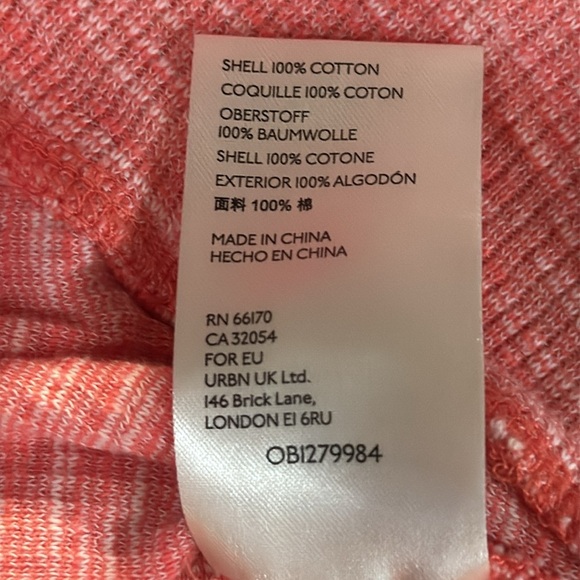 SHELL 100% COTTON
COQUILLE 100% COTON
OBERSTOFF
100% BAUMWOLLE
SHELL 100% COTONE
EXTERIOR 100% ALGODÓN
面料 100% 棉
MADE IN CHINA
HECHO EN CHINA
RN 66170
CA 32054
FOR EU
URBN UK Ltd.
146 Brick Lane,
LONDON E1 6RU
OB1279984